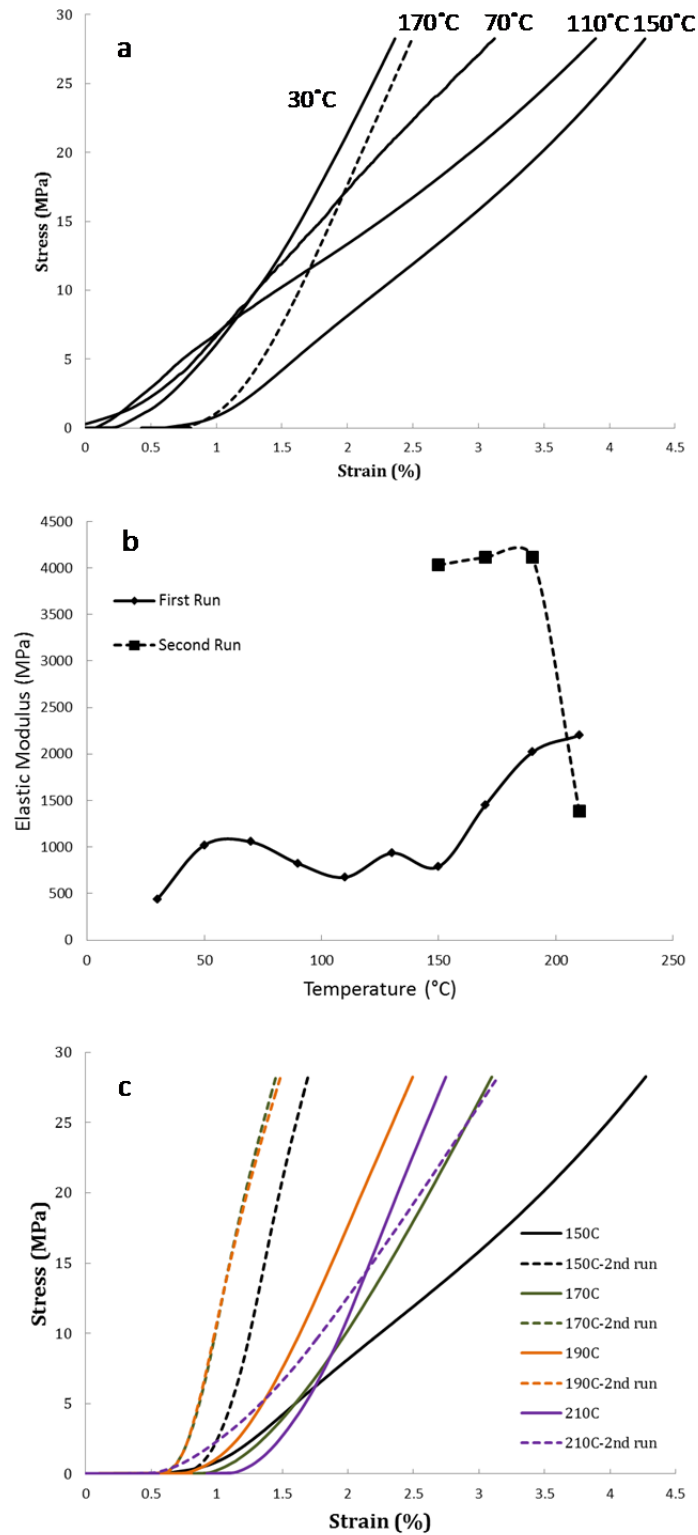 a
30°C
170°C
70°C
110°C
150°C
Stress (MPa)
30
25
20
15
10
5
0
0 0.5 1 1.5 2 2.5 3 3.5 4 4.5
Strain (%)
b
Elastic Modulus (MPa)
4500
4000
3500
3000
2500
2000
1500
1000
500
0
First Run
Second Run
0 50 100 150 200 250
Temperature (°C)
c
Stress (MPa)
30
25
20
15
10
5
0
150C
150C-2nd run
170C
170C-2nd run
190C
190C-2nd run
210C
210C-2nd run
0 0.5 1 1.5 2 2.5 3 3.5 4 4.5
Strain (%)